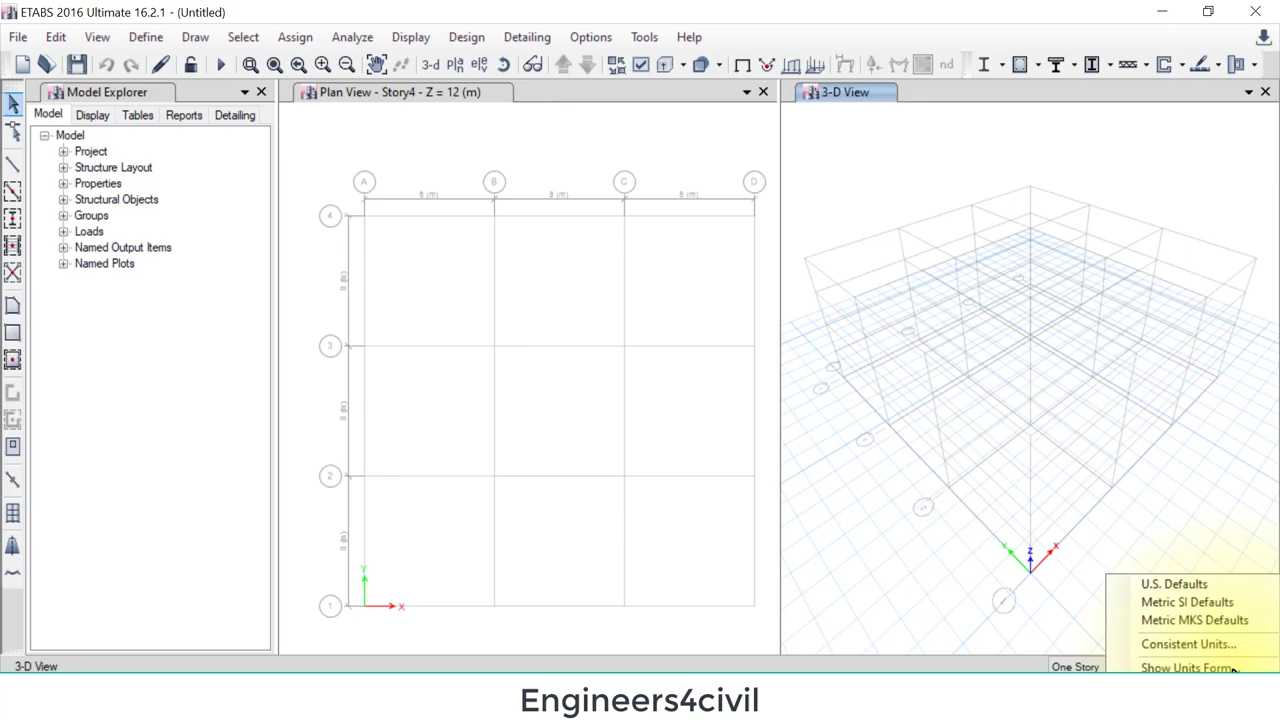 ETABS 2016 Ultimate 16.2.1 - (Untitled)
File Edit View Define Draw Select Assign Analyze Display Design Detailing Options Tools Help
3-d
nd
Model Explorer
Plan View - Story4 - Z = 12 (m)
3-D View
Model Display Tables Reports Detailing
Model
Project
Structure Layout
Properties
Structural Objects
Groups
Loads
Named Output Items
Named Plots
A B C D
8 (m) 8 (m) 8 (m)
4
8 (m)
3
8 (m)
2
8 (m)
1
Y
X
Y Z X
U.S. Defaults
Metric SI Defaults
Metric MKS Defaults
Consistent Units...
Show Units Form...
3-D View
One Story
Engineers4civil